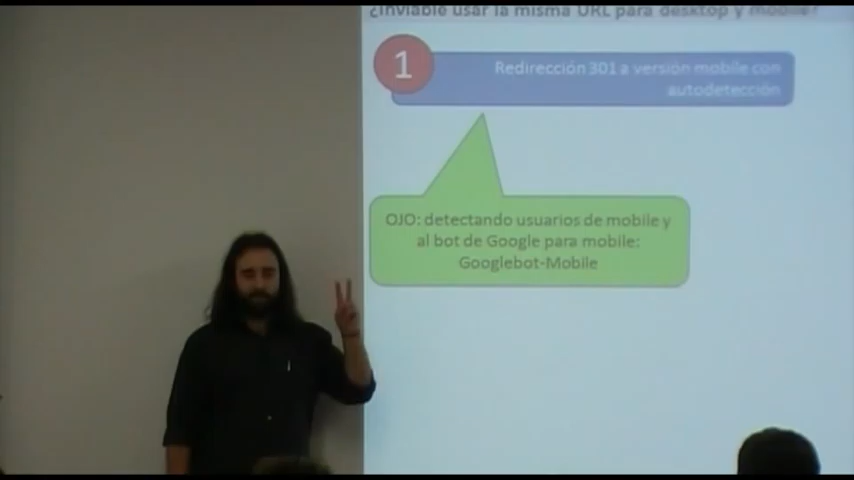 ¿Inviable usar la misma URL para desktop y mobile?
1
Redirección 301 a versión mobile con
autodetección
OJO: detectando usuarios de mobile y
al bot de Google para mobile:
Googlebot-Mobile